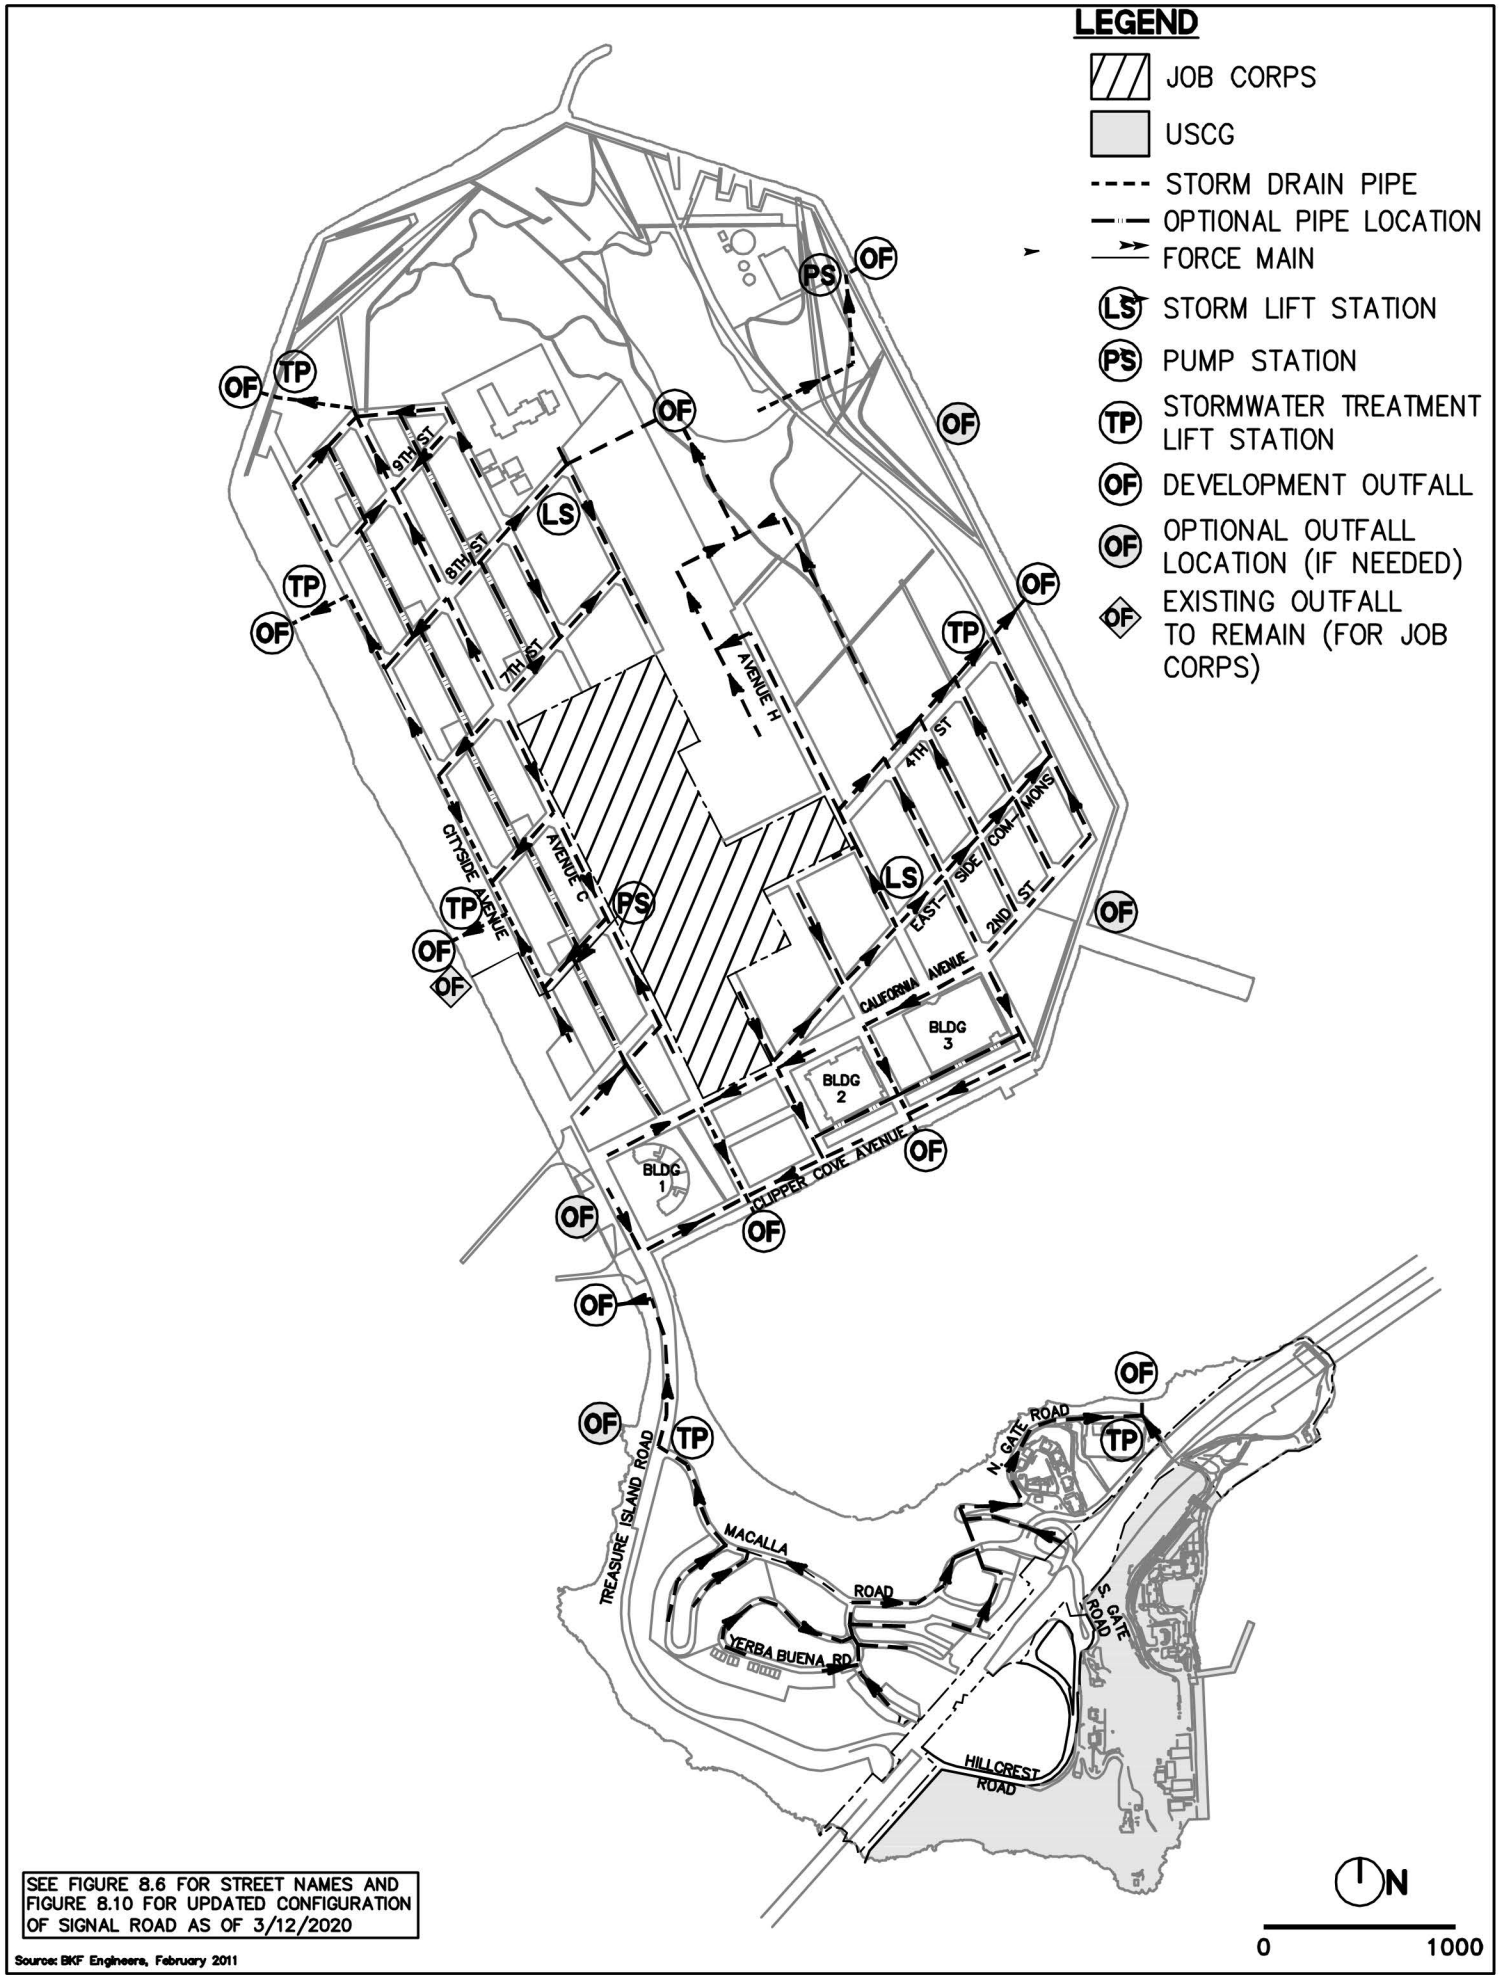 LEGEND
JOB CORPS
USCG
STORM DRAIN PIPE
OPTIONAL PIPE LOCATION
FORCE MAIN
LS STORM LIFT STATION
PS PUMP STATION
TP STORMWATER TREATMENT
LIFT STATION
OF DEVELOPMENT OUTFALL
OF OPTIONAL OUTFALL
LOCATION (IF NEEDED)
OF EXISTING OUTFALL
TO REMAIN (FOR JOB
CORPS)
OF
PS
TP
OF
OF
OF
9TH ST
LS
8TH ST
TP
OF
OF
TP
7TH ST
AVENUE H
4TH ST
CITYSIDE AVENUE
AVENUE C
EAST-SIDE COM-MONS
LS
PS
TP
2ND ST
OF
OF
OF
CALIFORNIA AVENUE
BLDG
3
BLDG
2
BLDG
1
CLIPPER COVE AVENUE
OF
OF
OF
OF
OF
OF
TP
N. GATE ROAD
TP
TREASURE ISLAND ROAD
MACALLA
ROAD
S. GATE
ROAD
YERBA BUENA RD
HILLCREST
ROAD
SEE FIGURE 8.6 FOR STREET NAMES AND
FIGURE 8.10 FOR UPDATED CONFIGURATION
OF SIGNAL ROAD AS OF 3/12/2020
N
0 1000
Source: BKF Engineers, February 2011